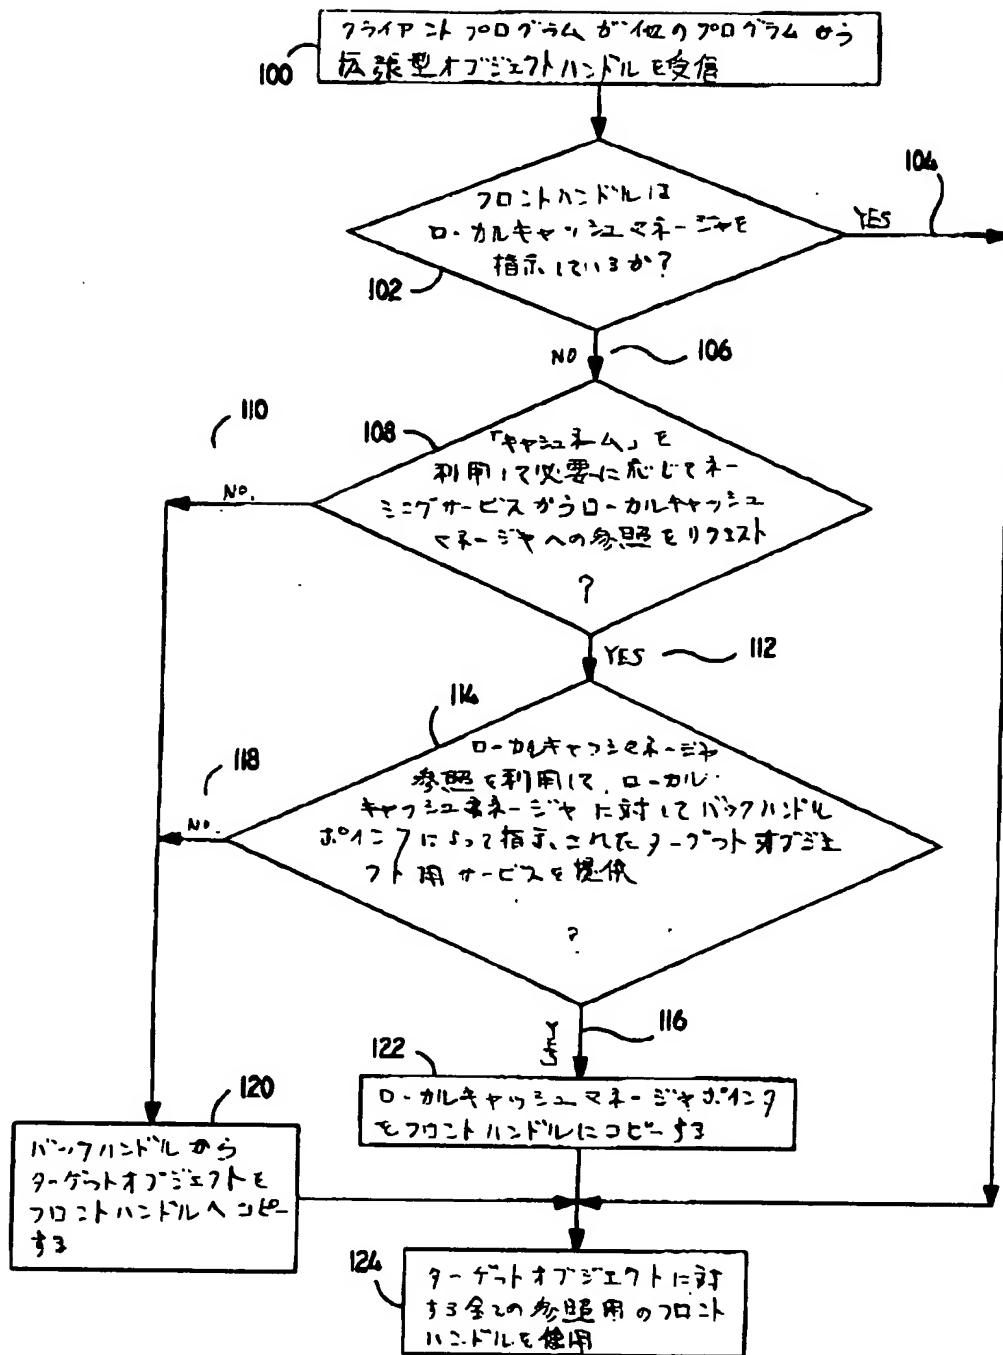 クライアントプログラムが他のプログラムから
拡張型オブジェクトハンドルを受信
100
フロントハンドルは
ローカルキャッシュマネージャを
指示しているか?
102
YES
104
NO
106
110
108
「キャシュネーム」を
利用して必要に応じてネー
ミングサービスからローカルキャッシュ
マネージャへの参照をリクエスト
?
NO.
YES
112
114
118
ローカルキャッシマネージャ
参照を利用して、ローカル
キャッシュマネージャに対してバックハンドル
ポインタによって指示されたターゲットオブジェ
クト用サービスを提供
?
NO.
YES
116
122
ローカルキャッシュマネージャポインタ
をフロントハンドルにコピーする
120
バックハンドルから
ターゲットオブジェクトを
フロントハンドルへコピー
する
124
ターゲットオブジェクトに対
する全ての参照用のフロント
ハンドルを使用